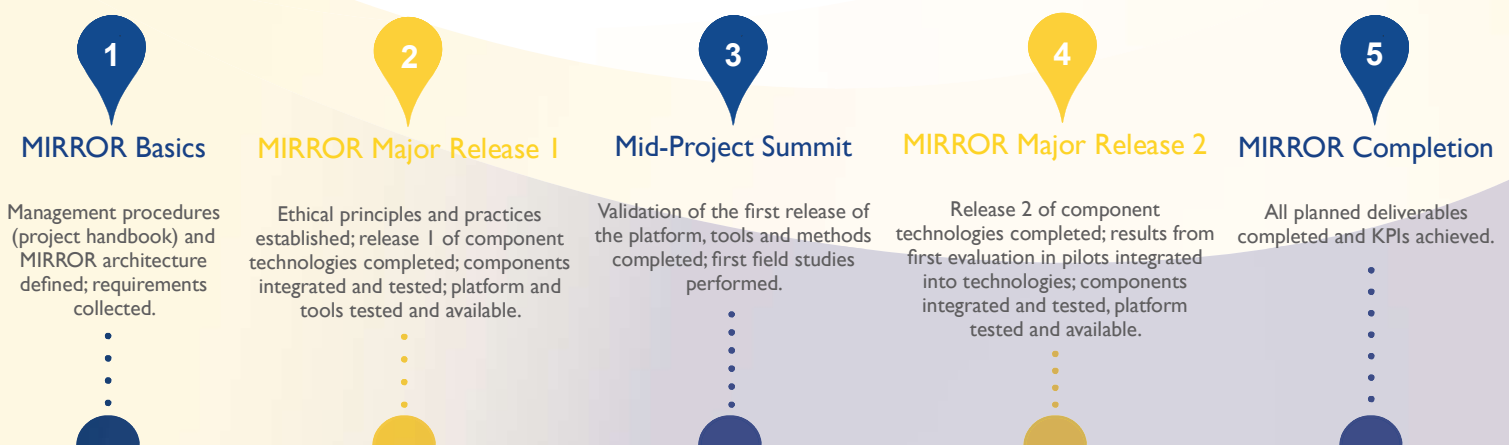 1
MIRROR Basics
Management procedures
(project handbook) and
MIRROR architecture
defined; requirements
collected.
2
MIRROR Major Release 1
Ethical principles and practices
established; release 1 of component
technologies completed; components
integrated and tested; platform and
tools tested and available.
3
Mid-Project Summit
Validation of the first release of
the platform, tools and methods
completed; first field studies
performed.
4
MIRROR Major Release 2
Release 2 of component
technologies completed; results from
first evaluation in pilots integrated
into technologies; components
integrated and tested, platform
tested and available.
5
MIRROR Completion
All planned deliverables
completed and KPIs achieved.